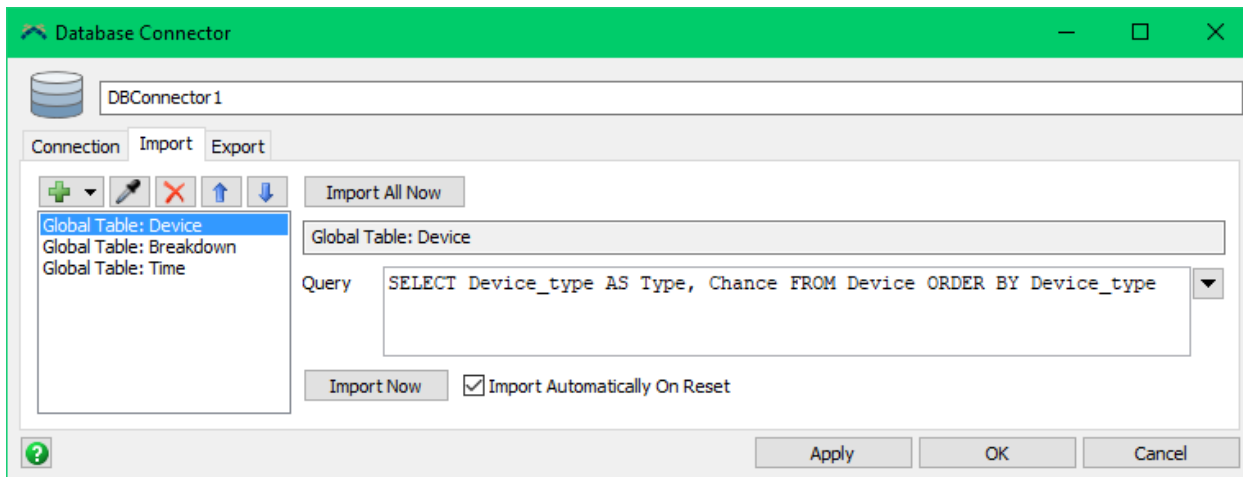 Database Connector
DBConnector1
Connection Import Export
Import All Now
Global Table: Device
Global Table: Breakdown
Global Table: Time
Global Table: Device
Query SELECT Device_type AS Type, Chance FROM Device ORDER BY Device_type
Import Now Import Automatically On Reset
? Apply OK Cancel